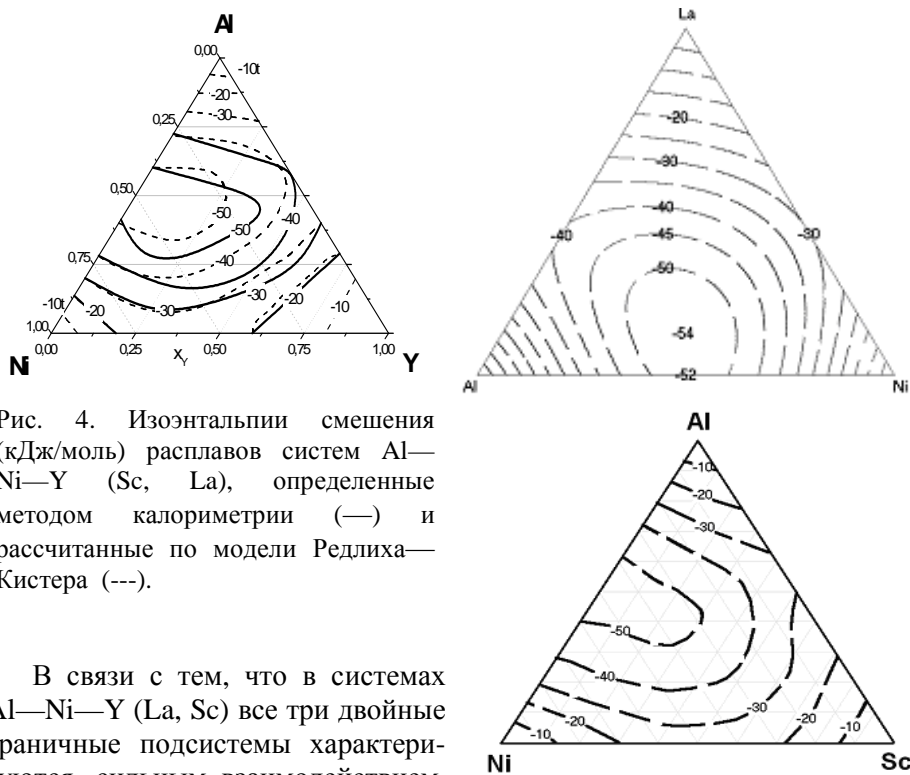 Al
0,00
-10t
-20
-30
0,25
0,50
-50
-40
-50
0,75
-40
-30
-20
-10t
-20
-30
-10
1,00
0,00
0,25
X_Y
0,50
0,75
1,00
Ni
Y
La
-20
-30
-40
-45
-40
-30
-50
-54
-52
Al
Ni
Рис. 4. Изоэнтальпии смешения
(кДж/моль) расплавов систем Al—
Ni—Y (Sc, La), определенные
методом калориметрии (—) и
рассчитанные по модели Редлиха—
Кистера (---).
Al
-10
-20
-30
-50
-40
-30
-20
-10
-20
-10
Ni
Sc
В связи с тем, что в системах
Al—Ni—Y (La, Sc) все три двойные
граничные подсистемы характери-
зуются сильным взаимодействием